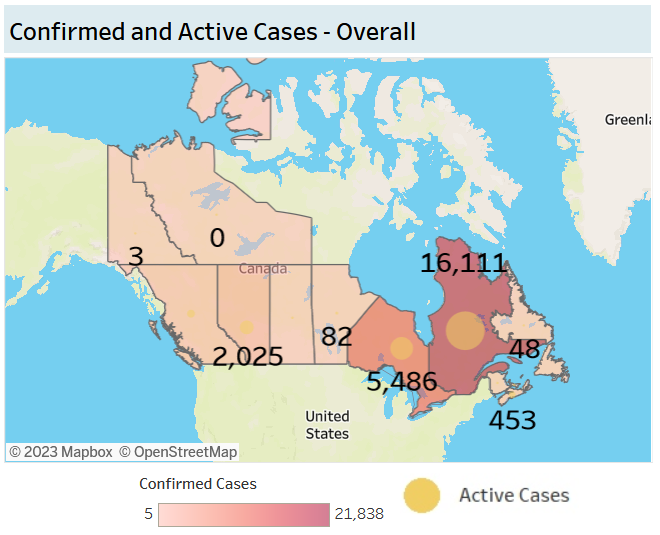 Confirmed and Active Cases - Overall
Greenla
0
3
16,111
Canada
82
2,025
48
5,486
453
United
States
© 2023 Mapbox © OpenStreetMap
Confirmed Cases
5
21,838
Active Cases